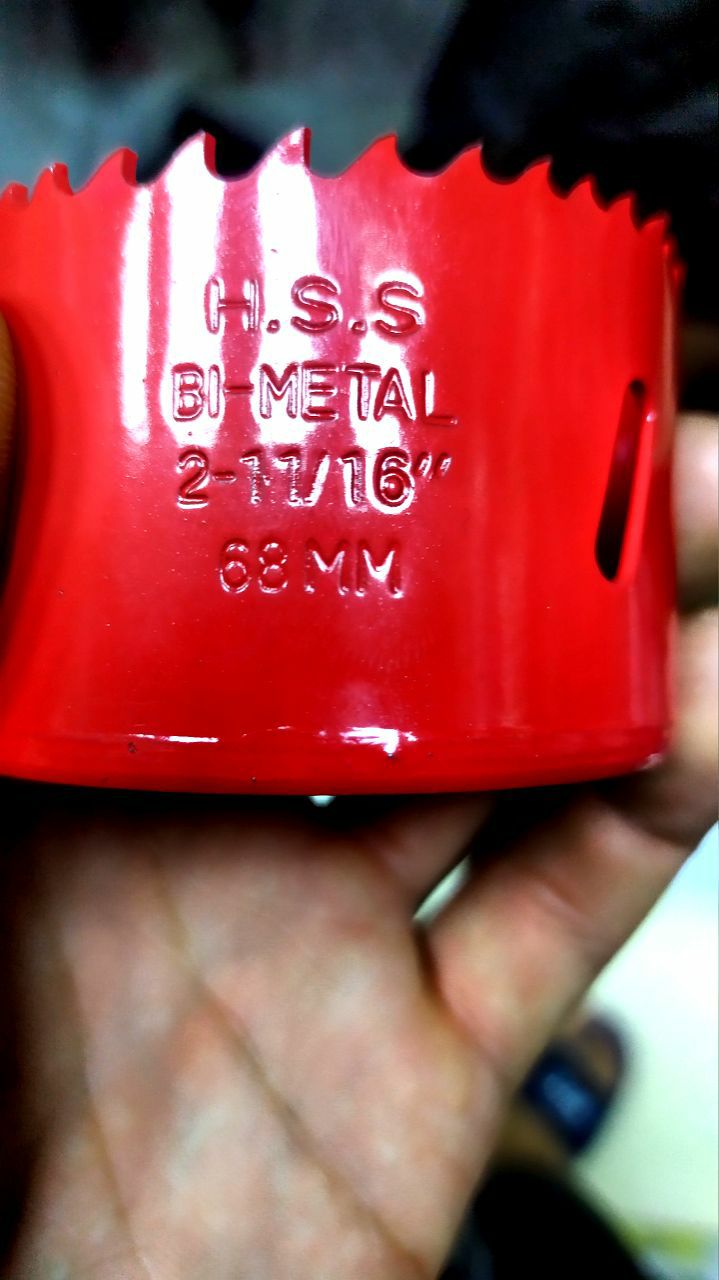 H.S.S
BI-METAL
2-11/16"
68 MM